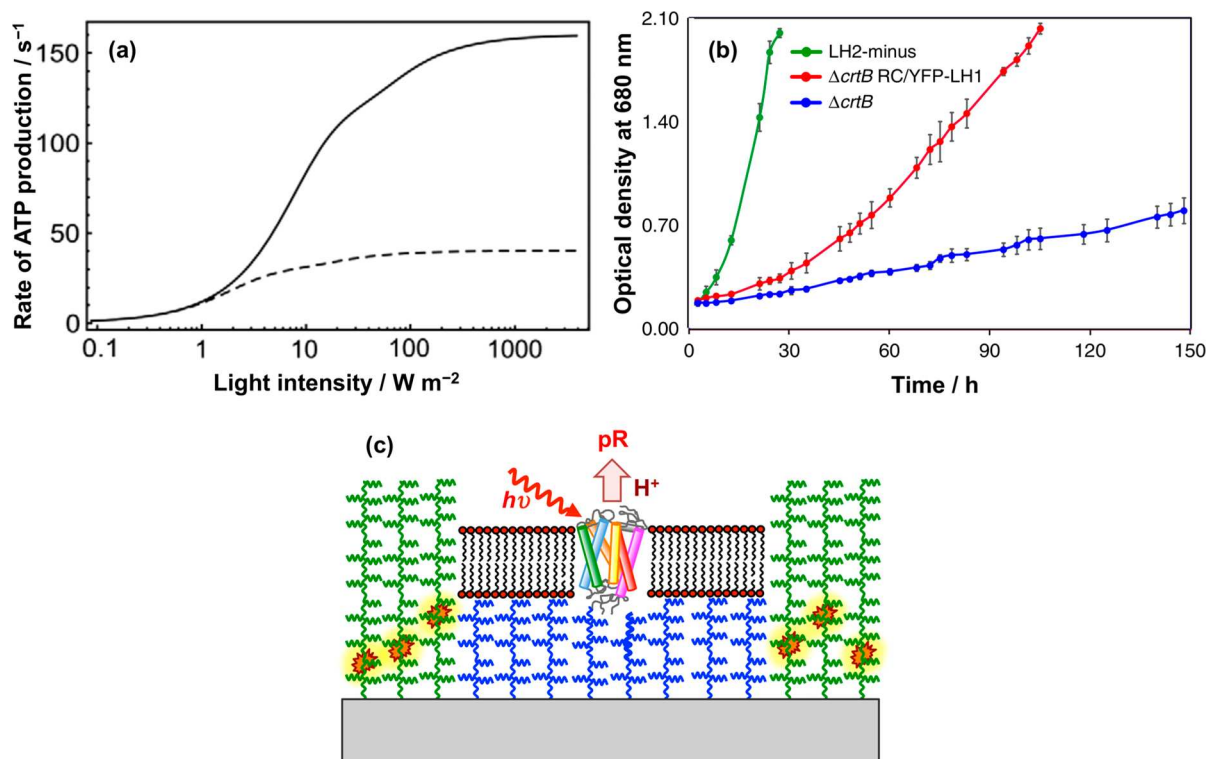 (a)
Rate of ATP production / s⁻¹
150
100
50
0
0.1
1
10
100
1000
Light intensity / W m⁻²
(b)
Optical density at 680 nm
2.10
1.40
0.70
0.00
LH2-minus
ΔcrtB RC/YFP-LH1
ΔcrtB
0
30
60
90
120
150
Time / h
(c)
pR
hυ
H⁺